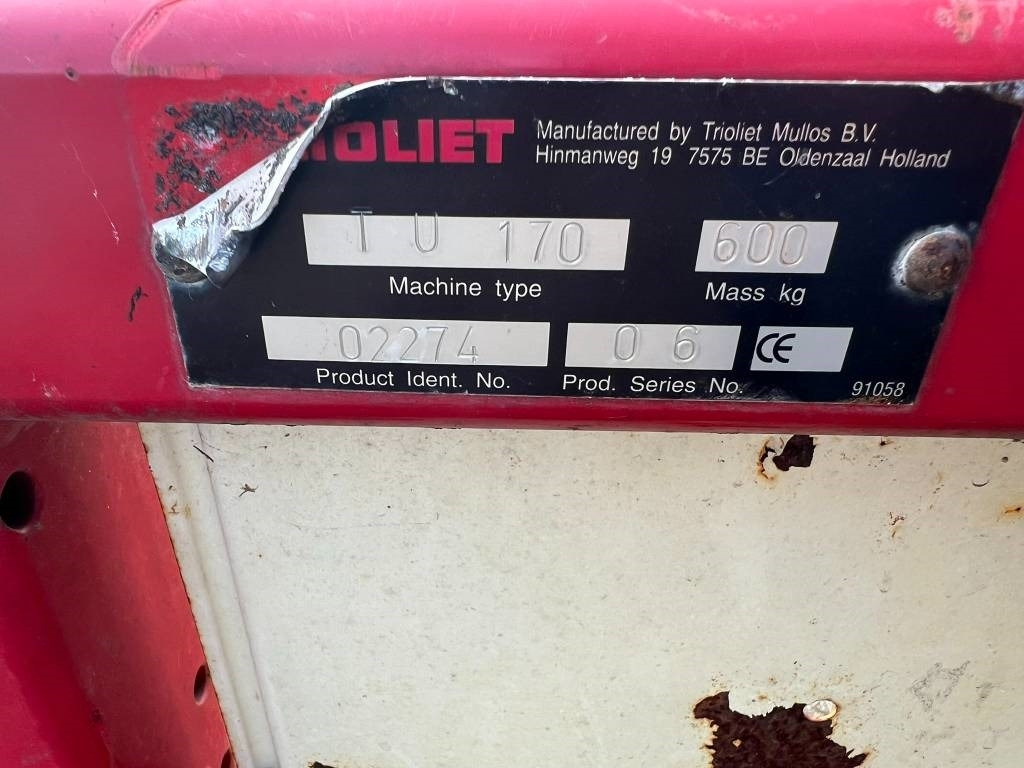 IOLIET
Manufactured by Trioliet Mullos B.V.
Hinmanweg 19 7575 BE Oldenzaal Holland
T U 170 600
Machine type Mass kg
02274 0 6 CE
Product Ident. No. Prod. Series No. 91058